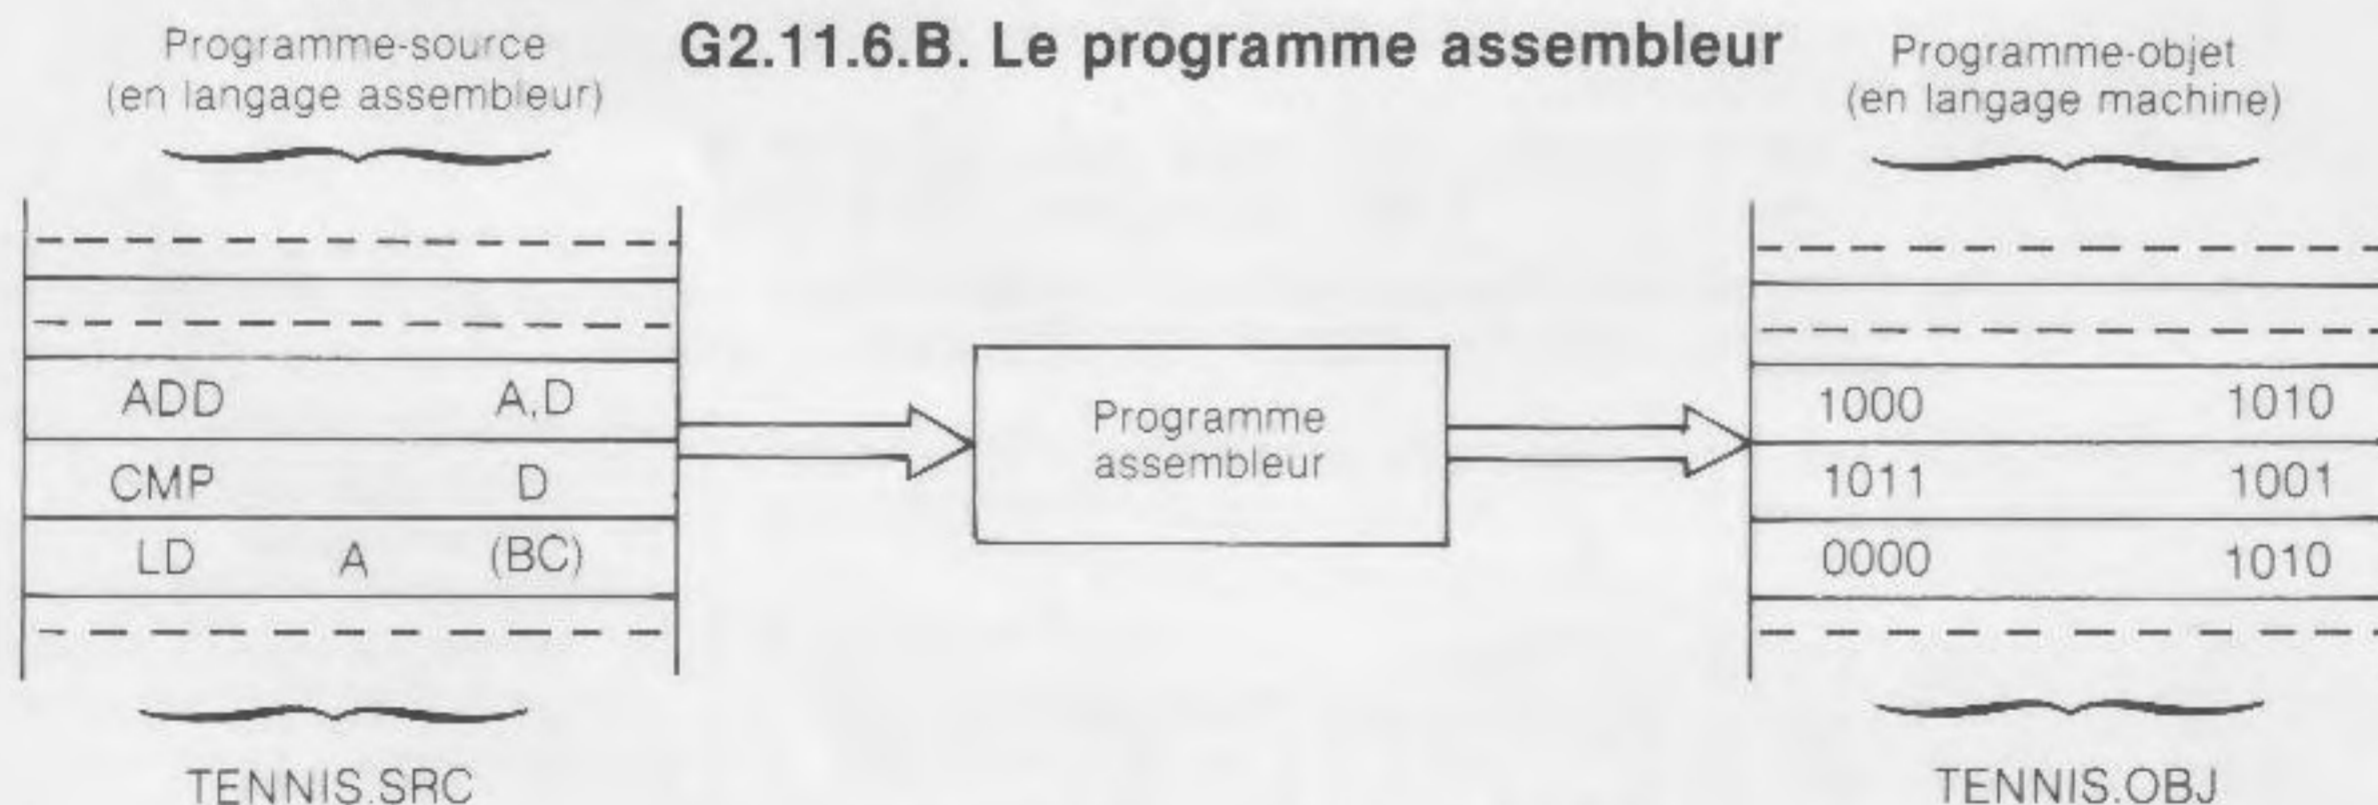 G2.11.6.B. Le programme assembleur
Programme-source
(en langage assembleur)
Programme-objet
(en langage machine)
ADD A,D
CMP D
LD A (BC)
Programme
assembleur
1000 1010
1011 1001
0000 1010
TENNIS.SRC
TENNIS.OBJ